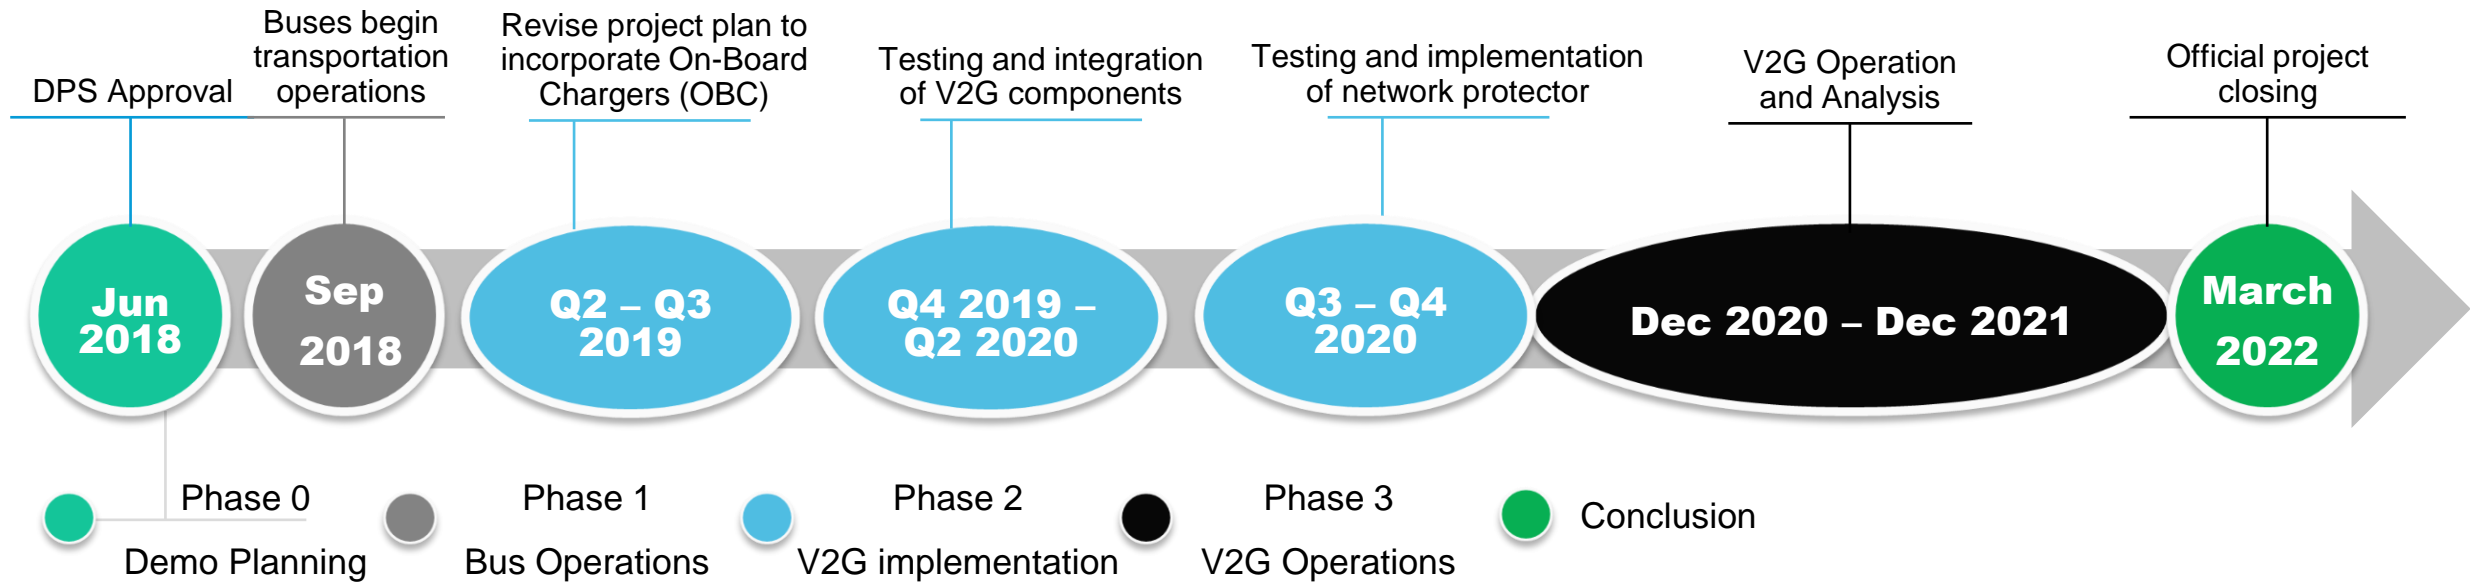 DPS Approval
Buses begin
transportation
operations
Revise project plan to
incorporate On-Board
Chargers (OBC)
Testing and integration
of V2G components
Testing and implementation
of network protector
V2G Operation
and Analysis
Official project
closing
Jun
2018
Sep
2018
Q2 – Q3
2019
Q4 2019 –
Q2 2020
Q3 – Q4
2020
Dec 2020 – Dec 2021
March
2022
Phase 0
Demo Planning
Phase 1
Bus Operations
Phase 2
V2G implementation
Phase 3
V2G Operations
Conclusion